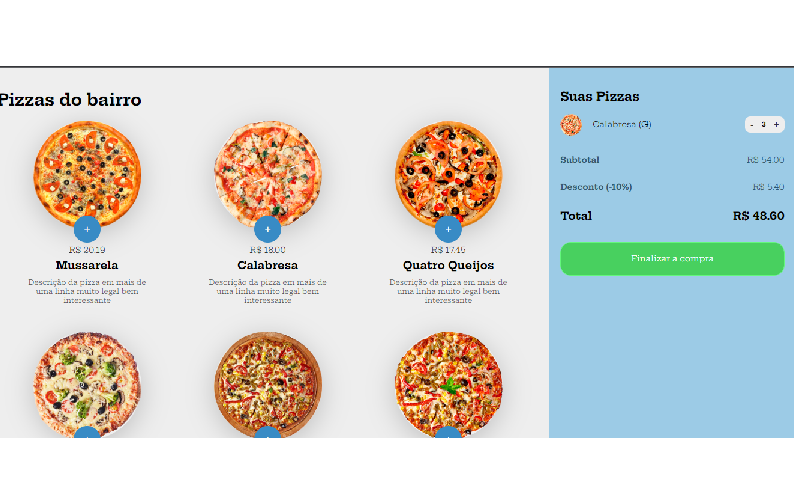 Pizzas do bairro
+
+
+
R$ 20.19
R$ 18.00
R$ 17.45
Mussarela
Calabresa
Quatro Queijos
Descrição da pizza em mais de
uma linha muito legal bem
interessante
Descrição da pizza em mais de
uma linha muito legal bem
interessante
Descrição da pizza em mais de
uma linha muito legal bem
interessante
Suas Pizzas
Calabresa (G) - 3 +
Subtotal R$ 54.00
Desconto (-10%) R$ 5.40
Total R$ 48.60
Finalizar a compra